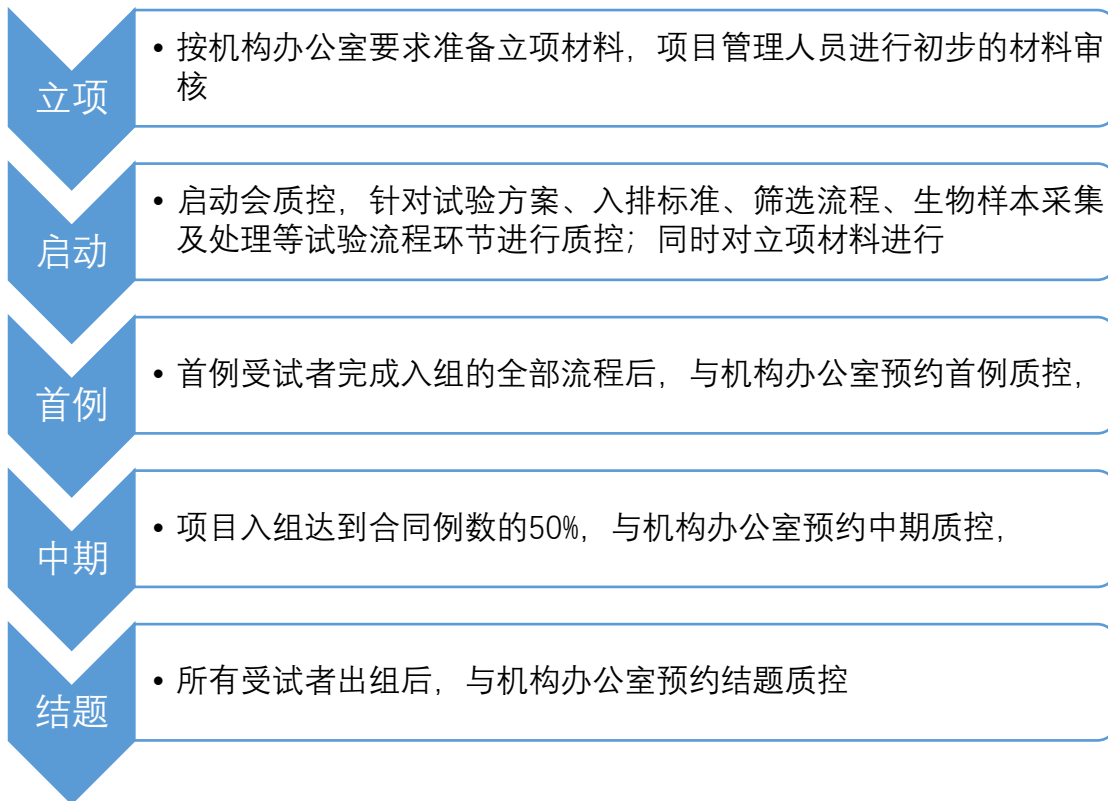 立项
• 按机构办公室要求准备立项材料，项目管理人员进行初步的材料审
核
启动
• 启动会质控，针对试验方案、入排标准、筛选流程、生物样本采集
及处理等试验流程环节进行质控；同时对立项材料进行
首例
• 首例受试者完成入组的全部流程后，与机构办公室预约首例质控，
中期
• 项目入组达到合同例数的50%，与机构办公室预约中期质控，
结题
• 所有受试者出组后，与机构办公室预约结题质控